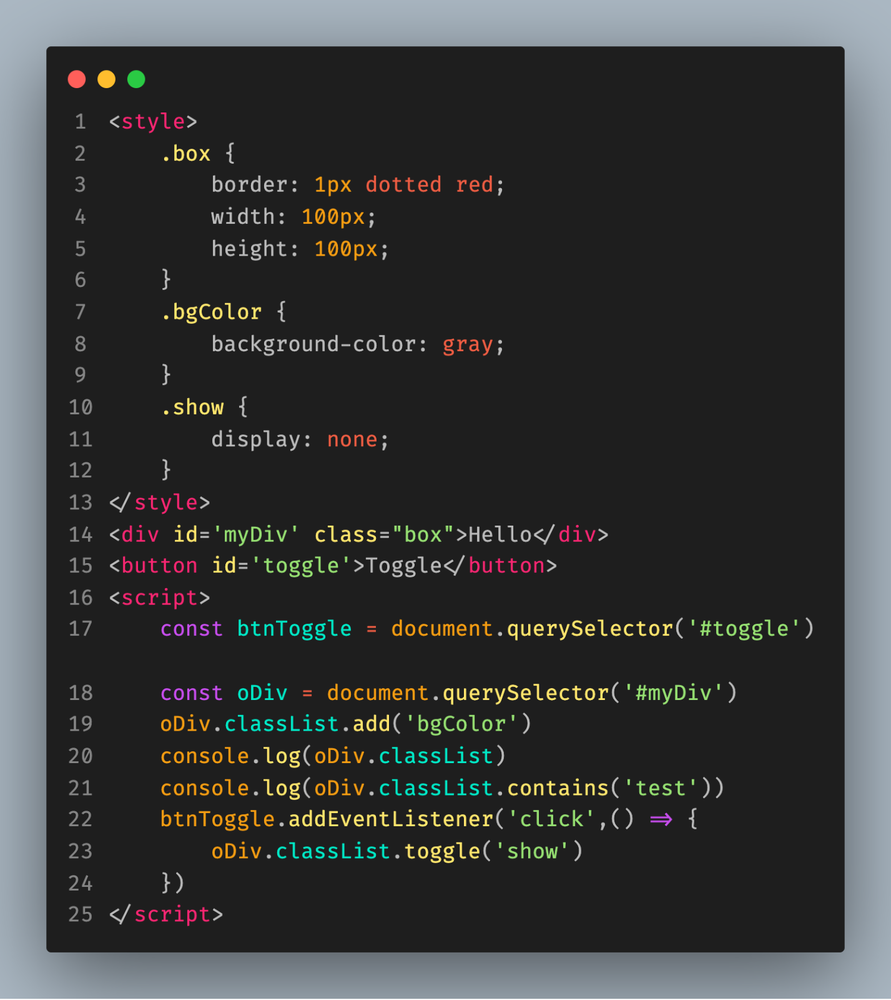 1 <style>
2     .box {
3         border: 1px dotted red;
4         width: 100px;
5         height: 100px;
6     }
7     .bgColor {
8         background-color: gray;
9     }
10     .show {
11         display: none;
12     }
13 </style>
14 <div id='myDiv' class="box">Hello</div>
15 <button id='toggle'>Toggle</button>
16 <script>
17     const btnToggle = document.querySelector('#toggle')
18     const oDiv = document.querySelector('#myDiv')
19     oDiv.classList.add('bgColor')
20     console.log(oDiv.classList)
21     console.log(oDiv.classList.contains('test'))
22     btnToggle.addEventListener('click',() => {
23         oDiv.classList.toggle('show')
24     })
25 </script>